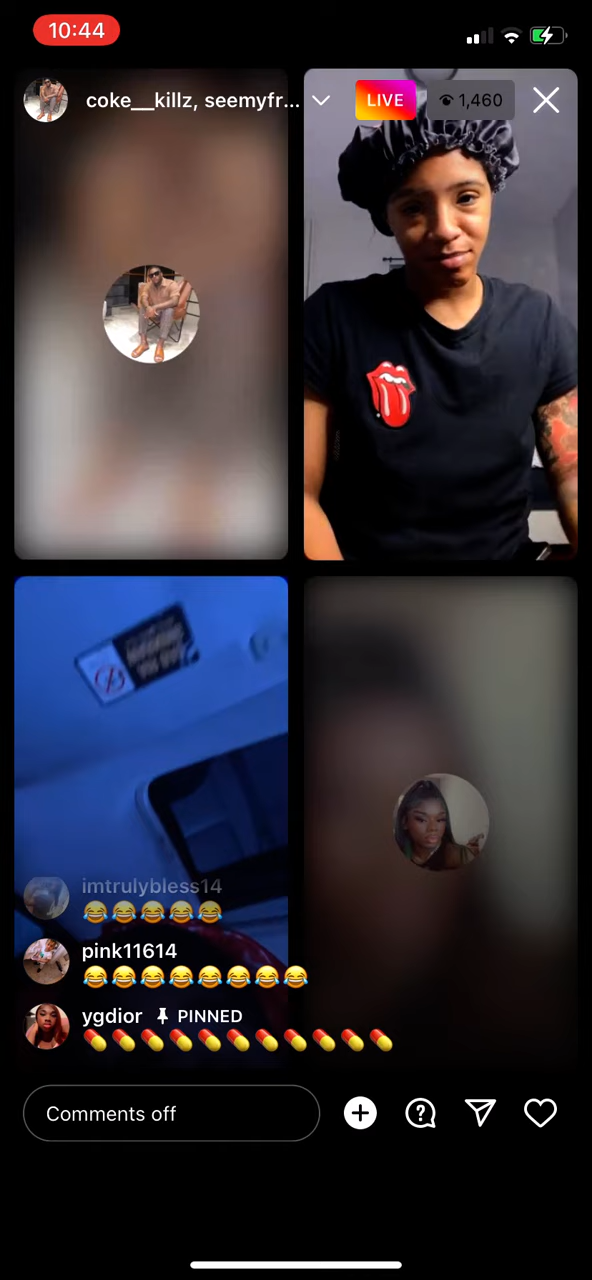 10:44
coke__killz, seemyfr...
LIVE
1,460
imtrulybless14
😂😂😂😂😂
pink11614
😂😂😂😂😂😂😂😂
ygdior PINNED
💊💊💊💊💊💊💊💊💊💊💊
Comments off